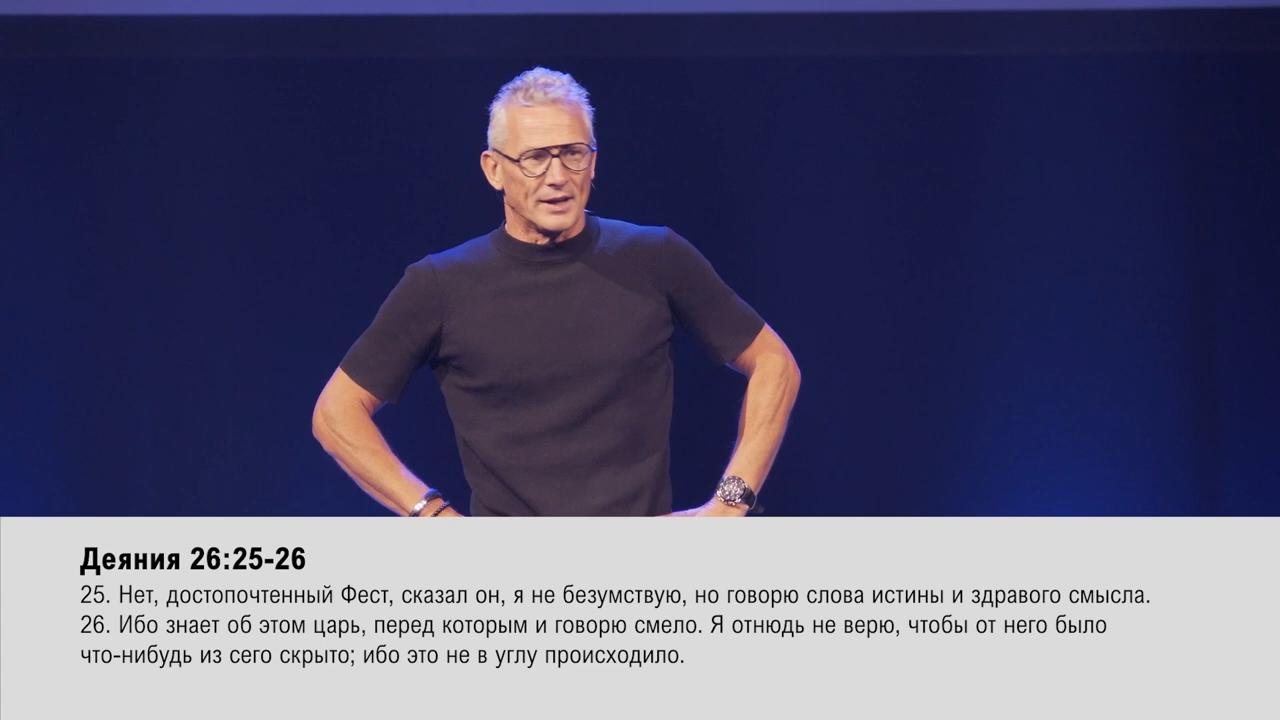 Деяния 26:25-26
25. Нет, достопочтенный Фест, сказал он, я не безумствую, но говорю слова истины и здравого смысла.
26. Ибо знает об этом царь, перед которым и говорю смело. Я отнюдь не верю, чтобы от него было
что-нибудь из сего скрыто; ибо это не в углу происходило.